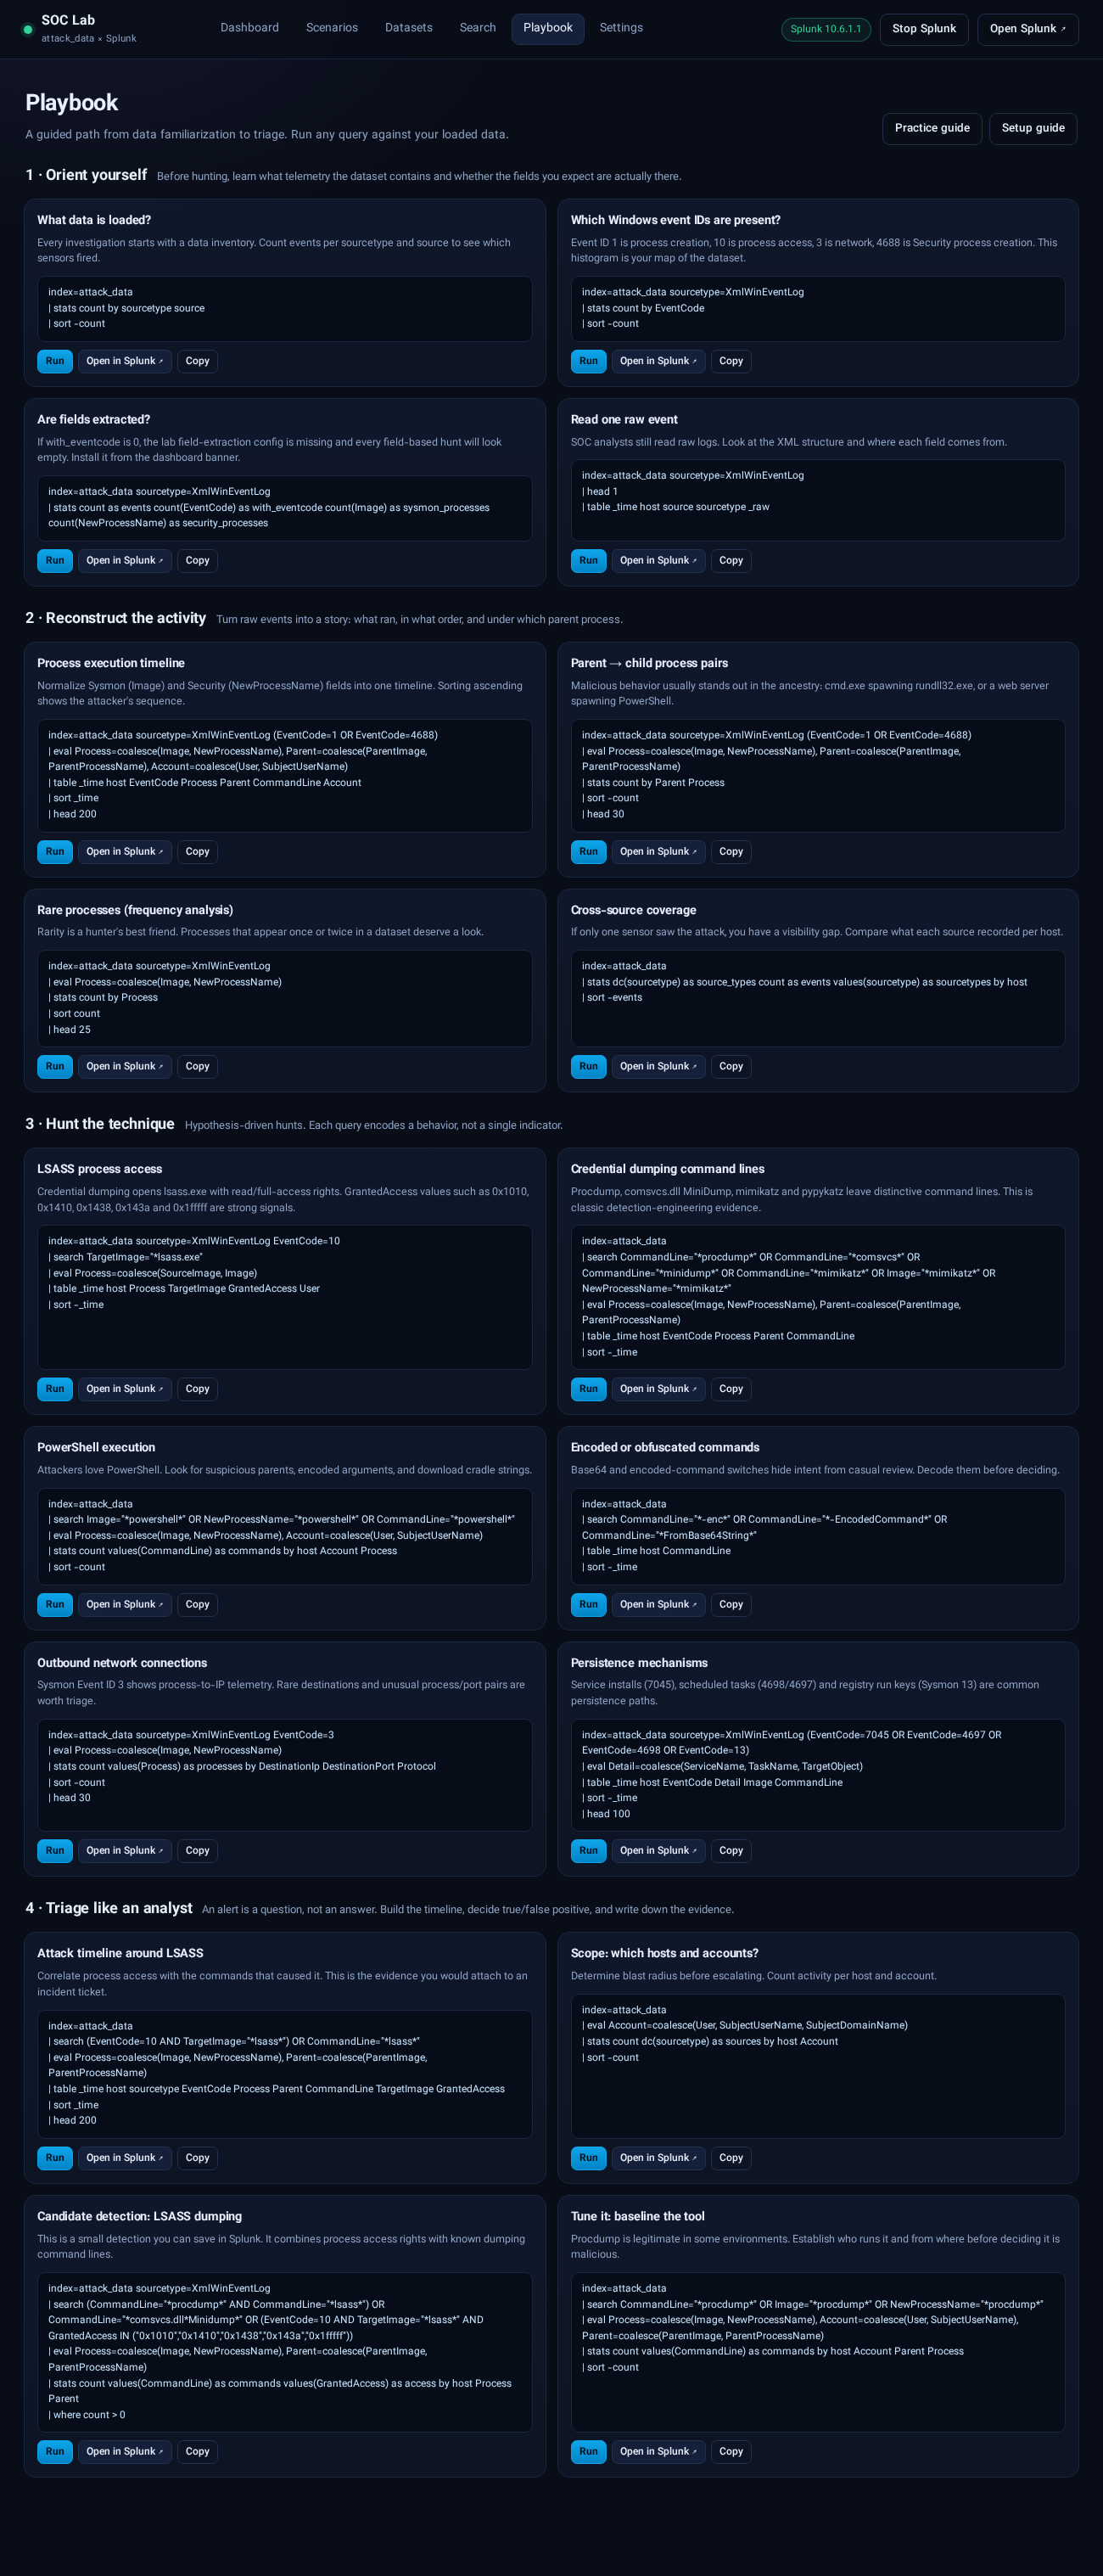 SOC Lab
attack_data × Splunk
Dashboard
Scenarios
Datasets
Search
Playbook
Settings
Splunk 10.6.1.1
Stop Splunk
Open Splunk ↗
Playbook
A guided path from data familiarization to triage. Run any query against your loaded data.
Practice guide
Setup guide
1 · Orient yourself Before hunting, learn what telemetry the dataset contains and whether the fields you expect are actually there.
What data is loaded?
Every investigation starts with a data inventory. Count events per sourcetype and source to see which
sensors fired.
index=attack_data
| stats count by sourcetype source
| sort -count
Run Open in Splunk ↗ Copy
Which Windows event IDs are present?
Event ID 1 is process creation, 10 is process access, 3 is network, 4688 is Security process creation. This
histogram is your map of the dataset.
index=attack_data sourcetype=XmlWinEventLog
| stats count by EventCode
| sort -count
Run Open in Splunk ↗ Copy
Are fields extracted?
If with_eventcode is 0, the lab field-extraction config is missing and every field-based hunt will look
empty. Install it from the dashboard banner.
index=attack_data sourcetype=XmlWinEventLog
| stats count as events count(EventCode) as with_eventcode count(Image) as sysmon_processes
count(NewProcessName) as security_processes
Run Open in Splunk ↗ Copy
Read one raw event
SOC analysts still read raw logs. Look at the XML structure and where each field comes from.
index=attack_data sourcetype=XmlWinEventLog
| head 1
| table _time host source sourcetype _raw
Run Open in Splunk ↗ Copy
2 · Reconstruct the activity Turn raw events into a story: what ran, in what order, and under which parent process.
Process execution timeline
Normalize Sysmon (Image) and Security (NewProcessName) fields into one timeline. Sorting ascending
shows the attacker's sequence.
index=attack_data sourcetype=XmlWinEventLog (EventCode=1 OR EventCode=4688)
| eval Process=coalesce(Image, NewProcessName), Parent=coalesce(ParentImage,
ParentProcessName), Account=coalesce(User, SubjectUserName)
| table _time host EventCode Process Parent CommandLine Account
| sort _time
| head 200
Run Open in Splunk ↗ Copy
Parent → child process pairs
Malicious behavior usually stands out in the ancestry: cmd.exe spawning rundll32.exe, or a web server
spawning PowerShell.
index=attack_data sourcetype=XmlWinEventLog (EventCode=1 OR EventCode=4688)
| eval Process=coalesce(Image, NewProcessName), Parent=coalesce(ParentImage,
ParentProcessName)
| stats count by Parent Process
| sort -count
| head 30
Run Open in Splunk ↗ Copy
Rare processes (frequency analysis)
Rarity is a hunter's best friend. Processes that appear once or twice in a dataset deserve a look.
index=attack_data sourcetype=XmlWinEventLog
| eval Process=coalesce(Image, NewProcessName)
| stats count by Process
| sort count
| head 25
Run Open in Splunk ↗ Copy
Cross-source coverage
If only one sensor saw the attack, you have a visibility gap. Compare what each source recorded per host.
index=attack_data
| stats dc(sourcetype) as source_types count as events values(sourcetype) as sourcetypes by host
| sort -events
Run Open in Splunk ↗ Copy
3 · Hunt the technique Hypothesis-driven hunts. Each query encodes a behavior, not a single indicator.
LSASS process access
Credential dumping opens lsass.exe with read/full-access rights. GrantedAccess values such as 0x1010,
0x1410, 0x1438, 0x143a and 0x1fffff are strong signals.
index=attack_data sourcetype=XmlWinEventLog EventCode=10
| search TargetImage="*lsass.exe"
| eval Process=coalesce(SourceImage, Image)
| table _time host Process TargetImage GrantedAccess User
| sort -_time
Run Open in Splunk ↗ Copy
Credential dumping command lines
Procdump, comsvcs.dll MiniDump, mimikatz and pypykatz leave distinctive command lines. This is
classic detection-engineering evidence.
index=attack_data
| search CommandLine="*procdump*" OR CommandLine="*comsvcs*" OR
CommandLine="*minidump*" OR CommandLine="*mimikatz*" OR Image="*mimikatz*" OR
NewProcessName="*mimikatz*"
| eval Process=coalesce(Image, NewProcessName), Parent=coalesce(ParentImage,
ParentProcessName)
| table _time host EventCode Process Parent CommandLine
| sort -_time
Run Open in Splunk ↗ Copy
PowerShell execution
Attackers love PowerShell. Look for suspicious parents, encoded arguments, and download cradle strings.
index=attack_data
| search Image="*powershell*" OR NewProcessName="*powershell*" OR CommandLine="*powershell*"
| eval Process=coalesce(Image, NewProcessName), Account=coalesce(User, SubjectUserName)
| stats count values(CommandLine) as commands by host Account Process
| sort -count
Run Open in Splunk ↗ Copy
Encoded or obfuscated commands
Base64 and encoded-command switches hide intent from casual review. Decode them before deciding.
index=attack_data
| search CommandLine="*-enc*" OR CommandLine="*-EncodedCommand*" OR
CommandLine="*FromBase64String*"
| table _time host CommandLine
| sort -_time
Run Open in Splunk ↗ Copy
Outbound network connections
Sysmon Event ID 3 shows process-to-IP telemetry. Rare destinations and unusual process/port pairs are
worth triage.
index=attack_data sourcetype=XmlWinEventLog EventCode=3
| eval Process=coalesce(Image, NewProcessName)
| stats count values(Process) as processes by DestinationIp DestinationPort Protocol
| sort -count
| head 30
Run Open in Splunk ↗ Copy
Persistence mechanisms
Service installs (7045), scheduled tasks (4698/4697) and registry run keys (Sysmon 13) are common
persistence paths.
index=attack_data sourcetype=XmlWinEventLog (EventCode=7045 OR EventCode=4697 OR
EventCode=4698 OR EventCode=13)
| eval Detail=coalesce(ServiceName, TaskName, TargetObject)
| table _time host EventCode Detail Image CommandLine
| sort -_time
| head 100
Run Open in Splunk ↗ Copy
4 · Triage like an analyst An alert is a question, not an answer. Build the timeline, decide true/false positive, and write down the evidence.
Attack timeline around LSASS
Correlate process access with the commands that caused it. This is the evidence you would attach to an
incident ticket.
index=attack_data
| search (EventCode=10 AND TargetImage="*lsass*") OR CommandLine="*lsass*"
| eval Process=coalesce(Image, NewProcessName), Parent=coalesce(ParentImage,
ParentProcessName)
| table _time host sourcetype EventCode Process Parent CommandLine TargetImage GrantedAccess
| sort _time
| head 200
Run Open in Splunk ↗ Copy
Scope: which hosts and accounts?
Determine blast radius before escalating. Count activity per host and account.
index=attack_data
| eval Account=coalesce(User, SubjectUserName, SubjectDomainName)
| stats count dc(sourcetype) as sources by host Account
| sort -count
Run Open in Splunk ↗ Copy
Candidate detection: LSASS dumping
This is a small detection you can save in Splunk. It combines process access rights with known dumping
command lines.
index=attack_data sourcetype=XmlWinEventLog
| search (CommandLine="*procdump*" AND CommandLine="*lsass*") OR
CommandLine="*comsvcs.dll*Minidump*" OR (EventCode=10 AND TargetImage="*lsass*" AND
GrantedAccess IN ("0x1010","0x1410","0x1438","0x143a","0x1fffff"))
| eval Process=coalesce(Image, NewProcessName), Parent=coalesce(ParentImage,
ParentProcessName)
| stats count values(CommandLine) as commands values(GrantedAccess) as access by host Process
Parent
| where count > 0
Run Open in Splunk ↗ Copy
Tune it: baseline the tool
Procdump is legitimate in some environments. Establish who runs it and from where before deciding it is
malicious.
index=attack_data
| search CommandLine="*procdump*" OR Image="*procdump*" OR NewProcessName="*procdump*"
| eval Process=coalesce(Image, NewProcessName), Account=coalesce(User, SubjectUserName),
Parent=coalesce(ParentImage, ParentProcessName)
| stats count values(CommandLine) as commands by host Account Parent Process
| sort -count
Run Open in Splunk ↗ Copy